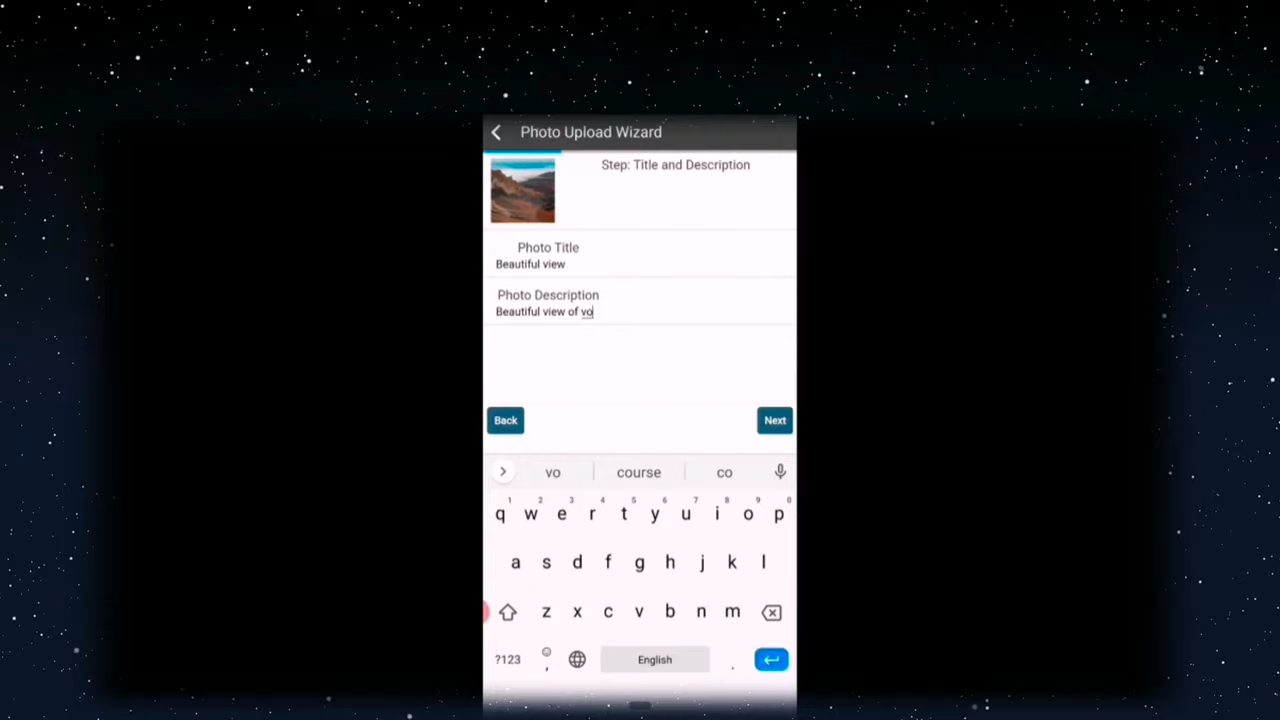 Photo Upload Wizard
Step: Title and Description
Photo Title
Beautiful view
Photo Description
Beautiful view of vo
Back Next
vo course co
1 2 3 4 5 6 7 8 9 0
q w e r t y u i o p
a s d f g h j k l
z x c v b n m
?123 , English .